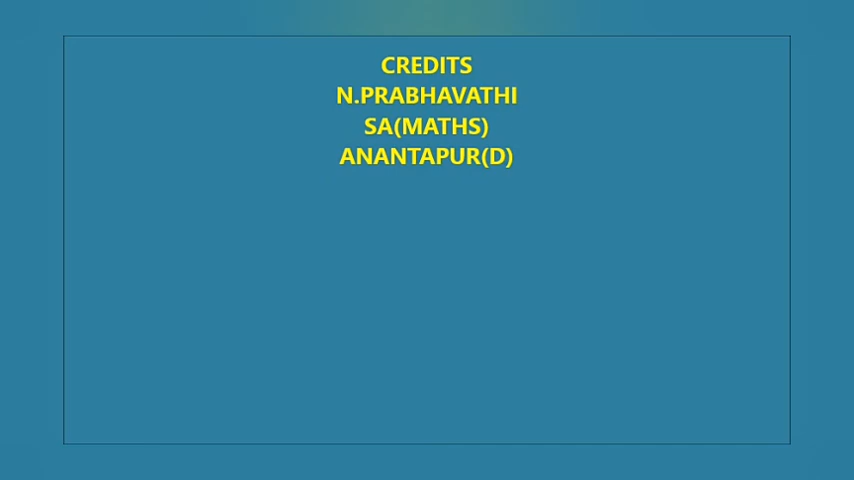 CREDITS
N.PRABHAVATHI
SA(MATHS)
ANANTAPUR(D)